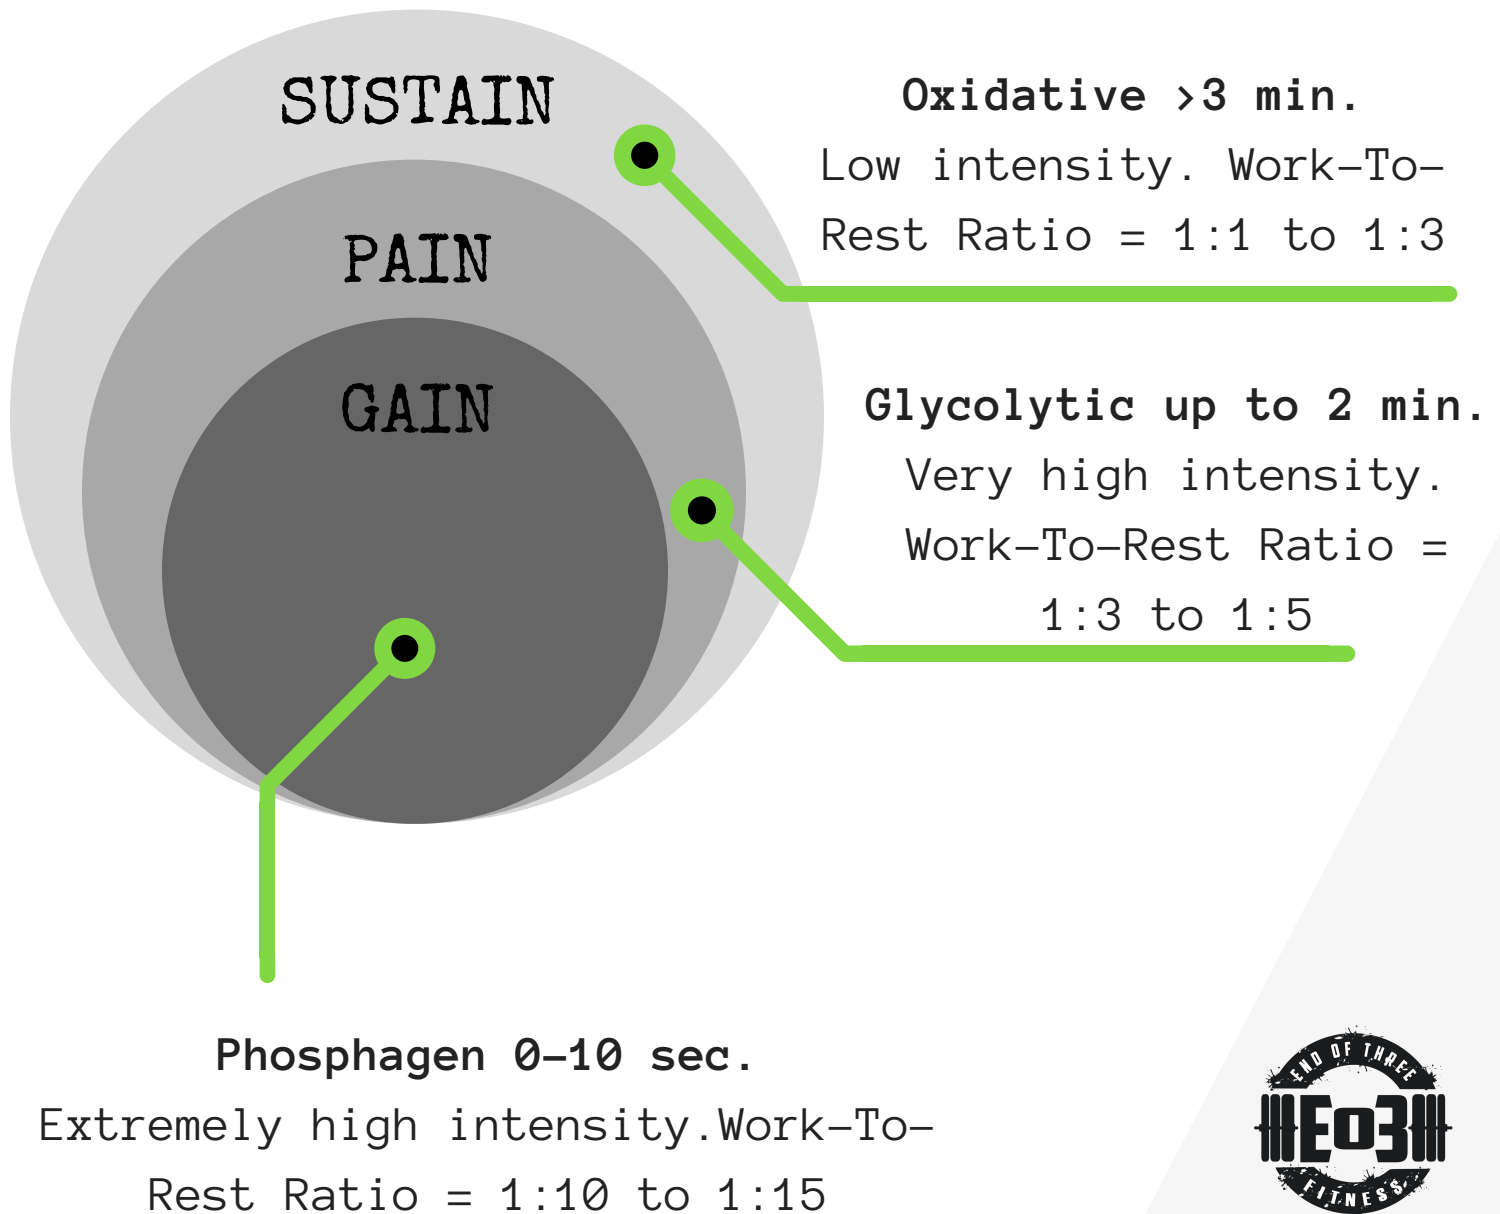 SUSTAIN
PAIN
GAIN
Oxidative >3 min.
Low intensity. Work-To-
Rest Ratio = 1:1 to 1:3
Glycolytic up to 2 min.
Very high intensity.
Work-To-Rest Ratio =
1:3 to 1:5
Phosphagen 0-10 sec.
Extremely high intensity.Work-To-
Rest Ratio = 1:10 to 1:15
END OF THREE
EO3
FITNESS